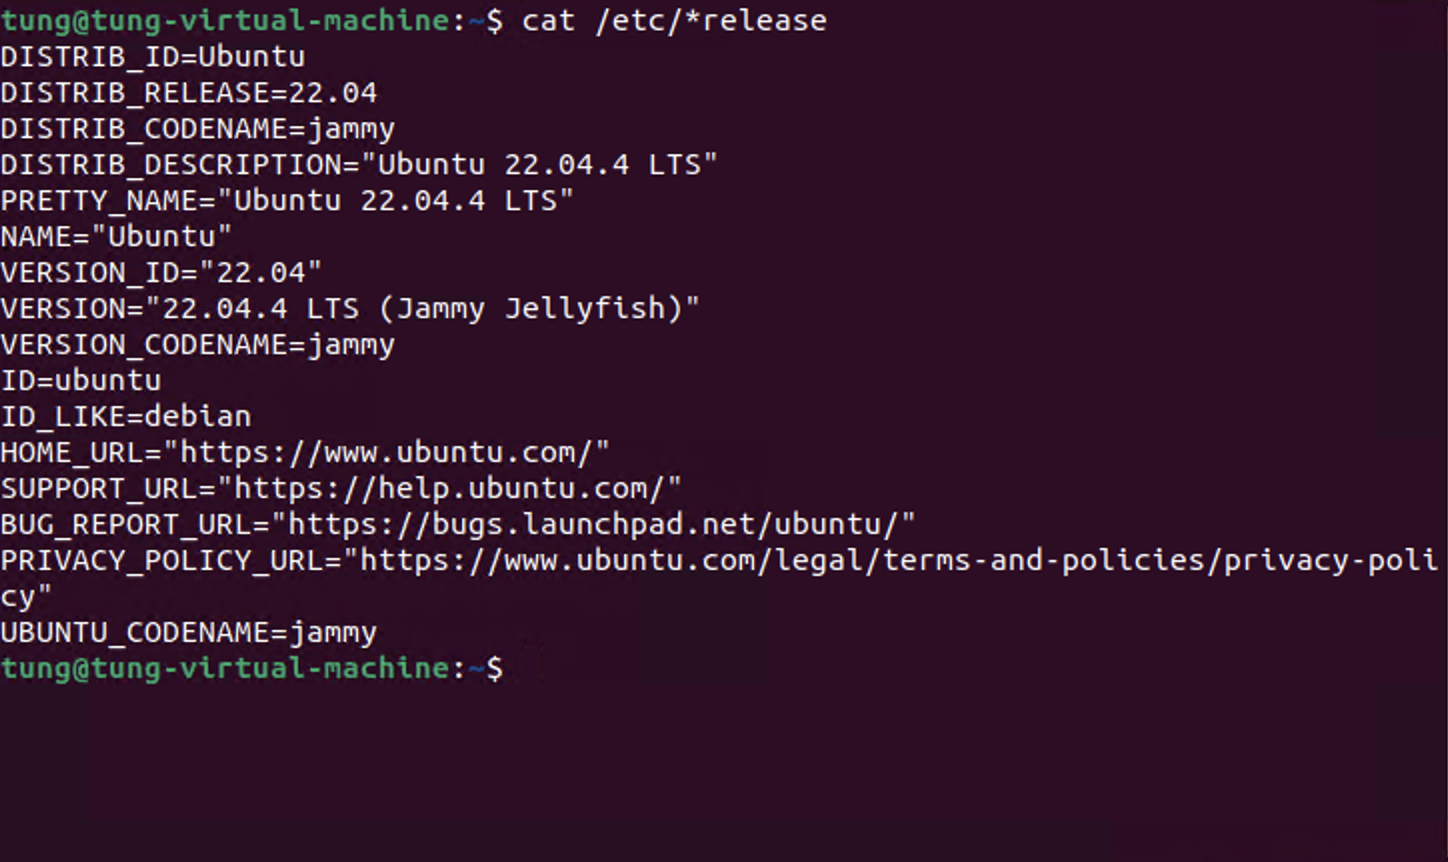 tung@tung-virtual-machine:~$ cat /etc/*release
DISTRIB_ID=Ubuntu
DISTRIB_RELEASE=22.04
DISTRIB_CODENAME=jammy
DISTRIB_DESCRIPTION="Ubuntu 22.04.4 LTS"
PRETTY_NAME="Ubuntu 22.04.4 LTS"
NAME="Ubuntu"
VERSION_ID="22.04"
VERSION="22.04.4 LTS (Jammy Jellyfish)"
VERSION_CODENAME=jammy
ID=ubuntu
ID_LIKE=debian
HOME_URL="https://www.ubuntu.com/"
SUPPORT_URL="https://help.ubuntu.com/"
BUG_REPORT_URL="https://bugs.launchpad.net/ubuntu/"
PRIVACY_POLICY_URL="https://www.ubuntu.com/legal/terms-and-policies/privacy-poli
cy"
UBUNTU_CODENAME=jammy
tung@tung-virtual-machine:~$